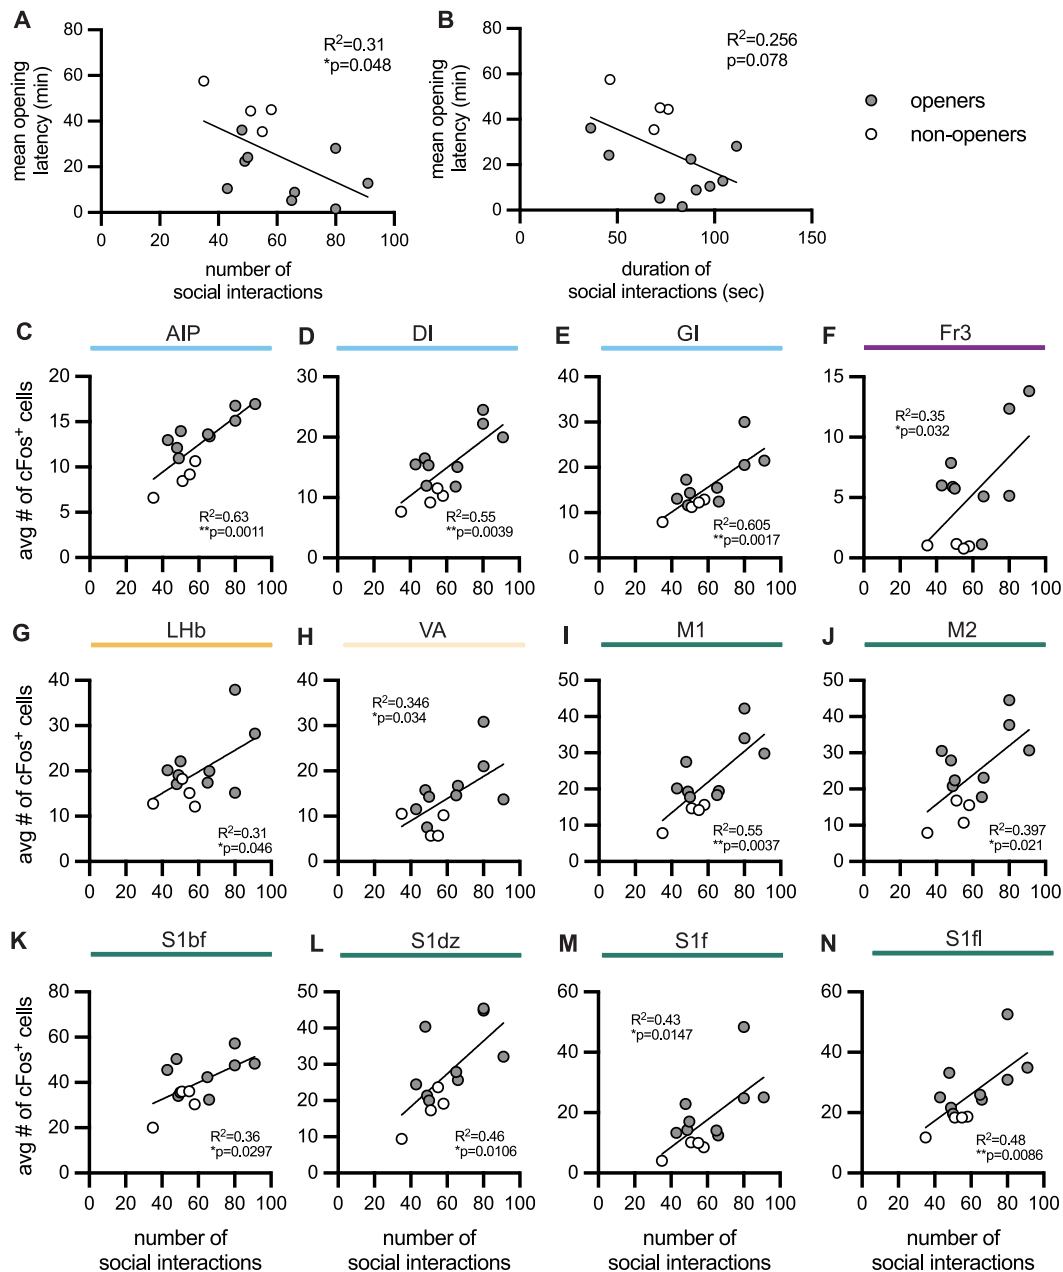 A
B
80
60
40
20
0
mean opening
latency (min)
R2=0.31
*p=0.048
0 20 40 60 80 100
number of
social interactions
80
60
40
20
0
mean opening
latency (min)
R2=0.256
p=0.078
0 50 100 150
duration of
social interactions (sec)
openers
non-openers
C AIP
avg # of cFos+ cells
20
15
10
5
0
R2=0.63
**p=0.0011
0 20 40 60 80 100
D DI
30
20
10
0
R2=0.55
**p=0.0039
0 20 40 60 80 100
E GI
40
30
20
10
0
R2=0.605
**p=0.0017
0 20 40 60 80 100
F Fr3
15
10
5
0
R2=0.35
*p=0.032
0 20 40 60 80 100
G LHb
avg # of cFos+ cells
40
30
20
10
0
R2=0.31
*p=0.046
0 20 40 60 80 100
H VA
40
30
20
10
0
R2=0.346
*p=0.034
0 20 40 60 80 100
I M1
50
40
30
20
10
0
R2=0.55
**p=0.0037
0 20 40 60 80 100
J M2
50
40
30
20
10
0
R2=0.397
*p=0.021
0 20 40 60 80 100
K S1bf
avg # of cFos+ cells
80
60
40
20
0
R2=0.36
*p=0.0297
0 20 40 60 80 100
number of
social interactions
L S1dz
50
40
30
20
10
0
R2=0.46
*p=0.0106
0 20 40 60 80 100
number of
social interactions
M S1f
60
40
20
0
R2=0.43
*p=0.0147
0 20 40 60 80 100
number of
social interactions
N S1fl
60
40
20
0
R2=0.48
**p=0.0086
0 20 40 60 80 100
number of
social interactions